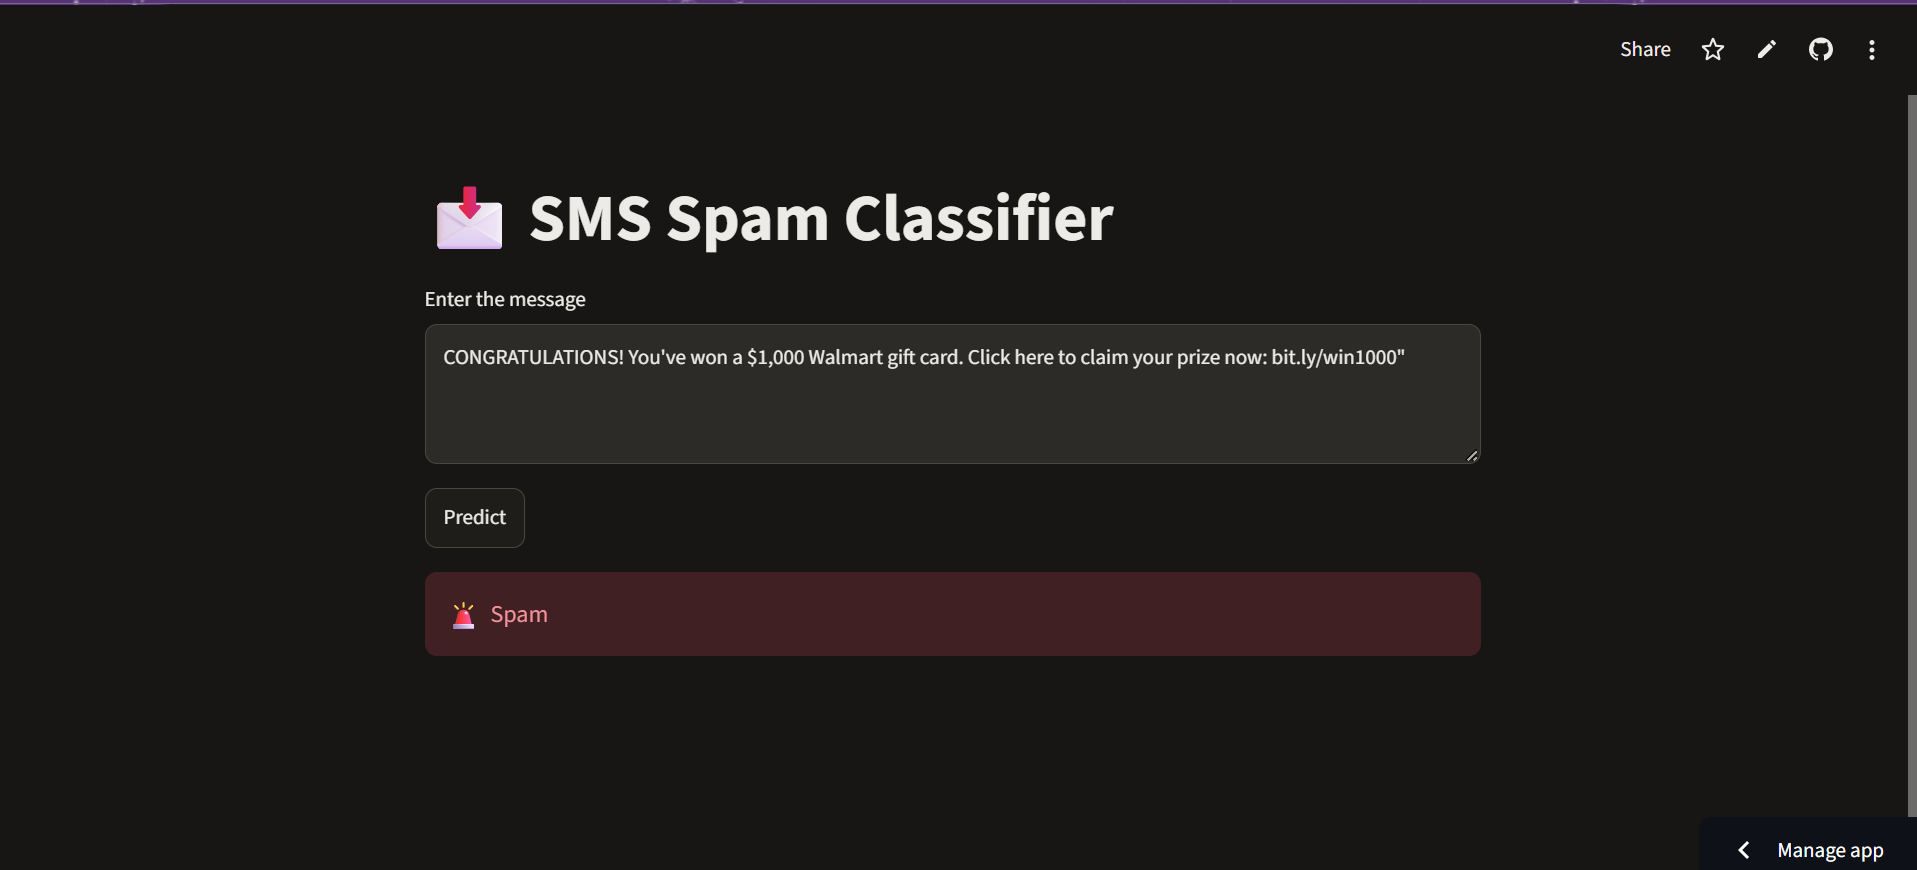 Share
SMS Spam Classifier
Enter the message
CONGRATULATIONS! You've won a $1,000 Walmart gift card. Click here to claim your prize now: bit.ly/win1000"
Predict
Spam
Manage app